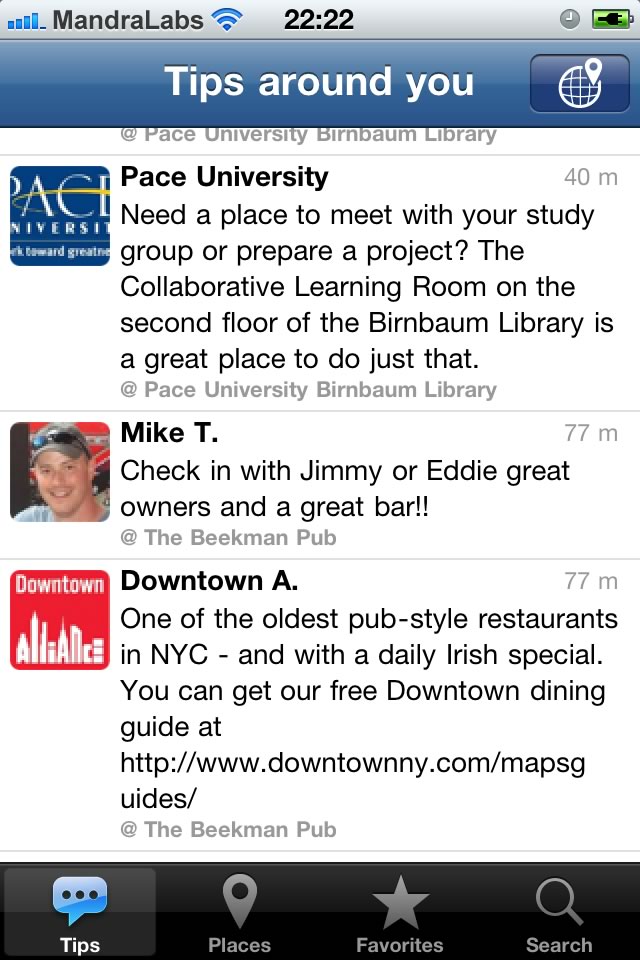 MandraLabs 22:22
Tips around you
@ Pace University Birnbaum Library
Pace University 40 m
PACE
UNIVERSIT
rk toward greatne
Need a place to meet with your study
group or prepare a project? The
Collaborative Learning Room on the
second floor of the Birnbaum Library is
a great place to do just that.
@ Pace University Birnbaum Library
Mike T. 77 m
Check in with Jimmy or Eddie great
owners and a great bar!!
@ The Beekman Pub
Downtown A. 77 m
Downtown
AlliANcE
One of the oldest pub-style restaurants
in NYC - and with a daily Irish special.
You can get our free Downtown dining
guide at
http://www.downtownny.com/mapsg
uides/
@ The Beekman Pub
Tips Places Favorites Search